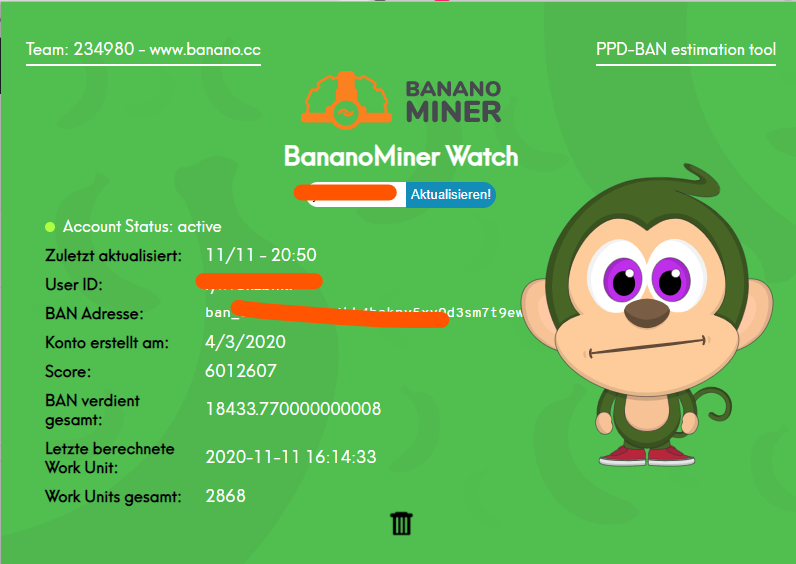 Team: 234980 - www.banano.cc
PPD-BAN estimation tool
BANANO
MINER
BananoMiner Watch
Aktualisieren!
Account Status: active
Zuletzt aktualisiert: 11/11 - 20:50
User ID:
BAN Adresse: ban_ d3sm7t9ew
Konto erstellt am: 4/3/2020
Score: 6012607
BAN verdient
gesamt: 18433.770000000008
Letzte berechnete
Work Unit: 2020-11-11 16:14:33
Work Units gesamt: 2868